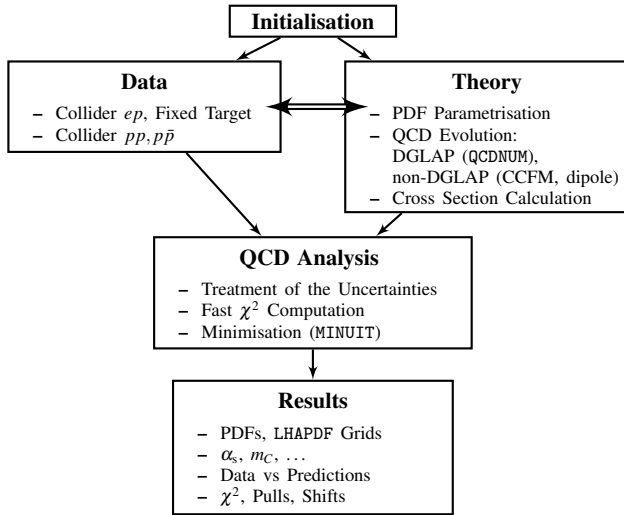 Initialisation
Data
– Collider ep, Fixed Target
– Collider pp, pp̄
Theory
– PDF Parametrisation
– QCD Evolution:
DGLAP (QCDNUM),
non-DGLAP (CCFM, dipole)
– Cross Section Calculation
QCD Analysis
– Treatment of the Uncertainties
– Fast χ² Computation
– Minimisation (MINUIT)
Results
– PDFs, LHAPDF Grids
– αₛ, m_C, …
– Data vs Predictions
– χ², Pulls, Shifts